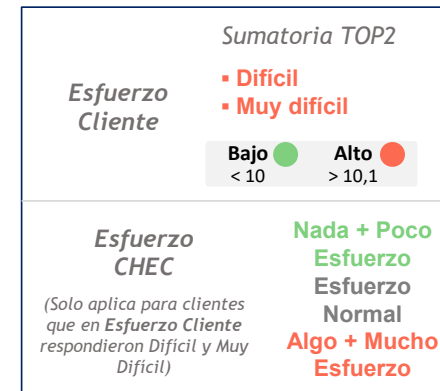 Sumatoria TOP2
Esfuerzo
Cliente
▪ Difícil
▪ Muy difícil
Bajo
Alto
< 10
> 10,1
Esfuerzo
CHEC
(Solo aplica para clientes
que en Esfuerzo Cliente
respondieron Difícil y Muy
Difícil)
Nada + Poco
Esfuerzo
Esfuerzo
Normal
Algo + Mucho
Esfuerzo